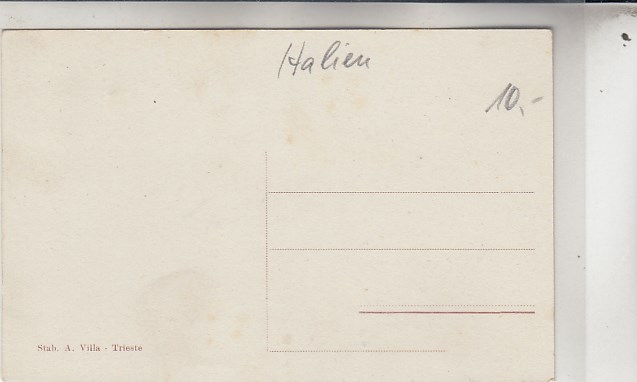 Italien
10,-
Stab. A. Villa - Trieste